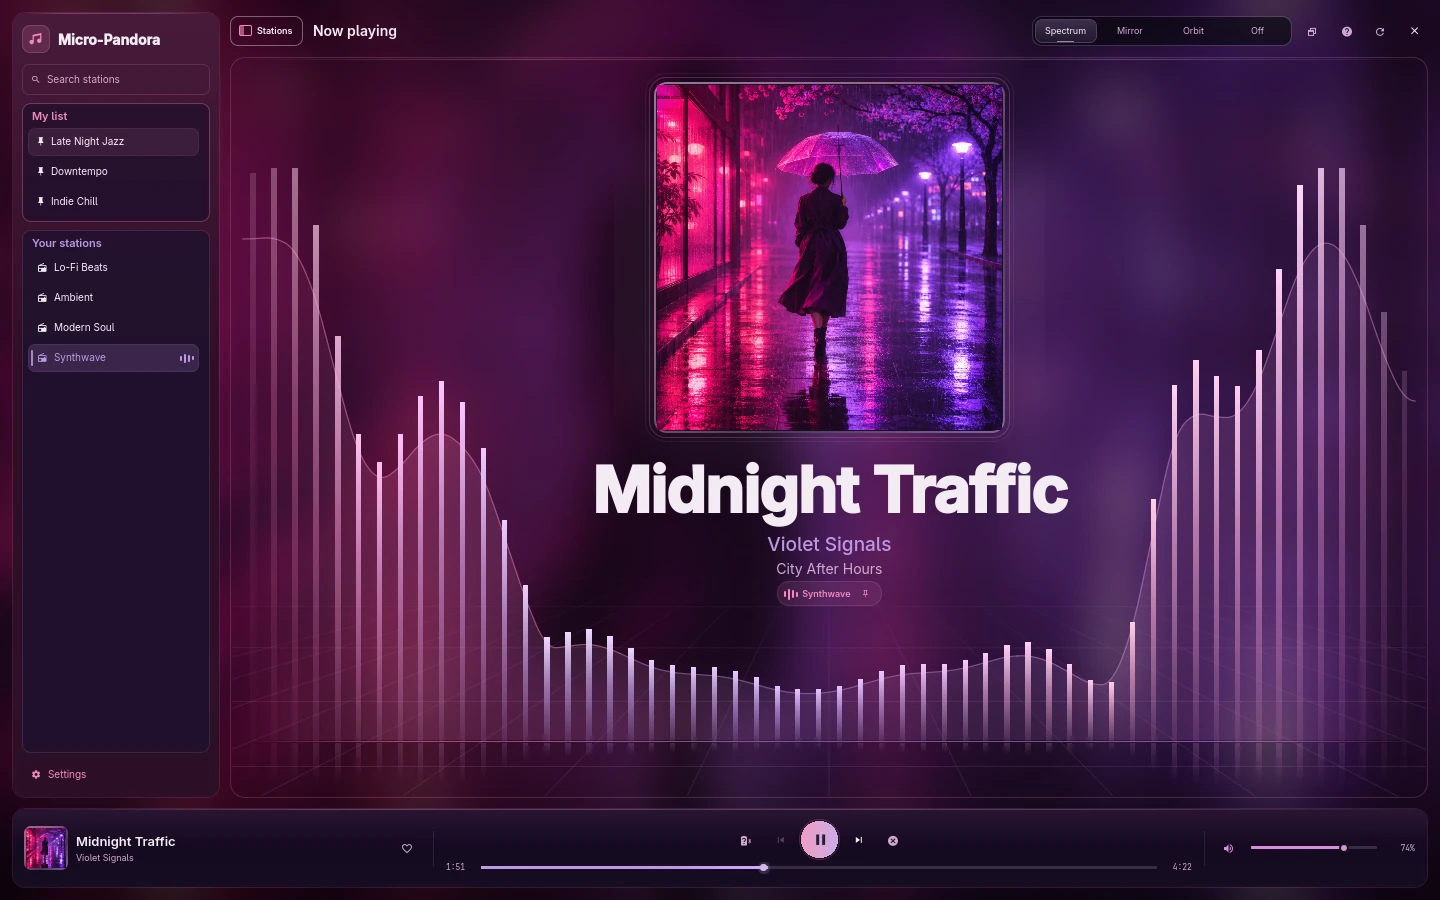 Micro-Pandora
Search stations
My list
Late Night Jazz
Downtempo
Indie Chill
Your stations
Lo-Fi Beats
Ambient
Modern Soul
Synthwave
Settings
Stations
Now playing
Spectrum
Mirror
Orbit
Off
Midnight Traffic
Violet Signals
City After Hours
Synthwave
Midnight Traffic
Violet Signals
1:51
4:22
74%